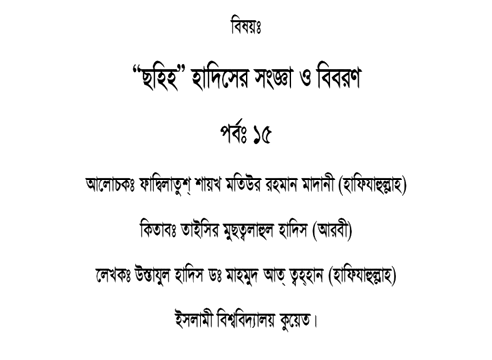 বিষয়ঃ
“ছহিহ” হাদিসের সংজ্ঞা ও বিবরণ
পর্বঃ ১৫
আলোচকঃ ফাদ্বিলাতুশ্ শায়খ মতিউর রহমান মাদানী (হাফিযাহুল্লাহ)
কিতাবঃ তাইসির মুছত্বলাহুল হাদিস (আরবী)
লেখকঃ উস্তাযুল হাদিস ডঃ মাহমুদ আত্ ত্বহ্হান (হাফিযাহুল্লাহ)
ইসলামী বিশ্ববিদ্যালয় কুয়েত।